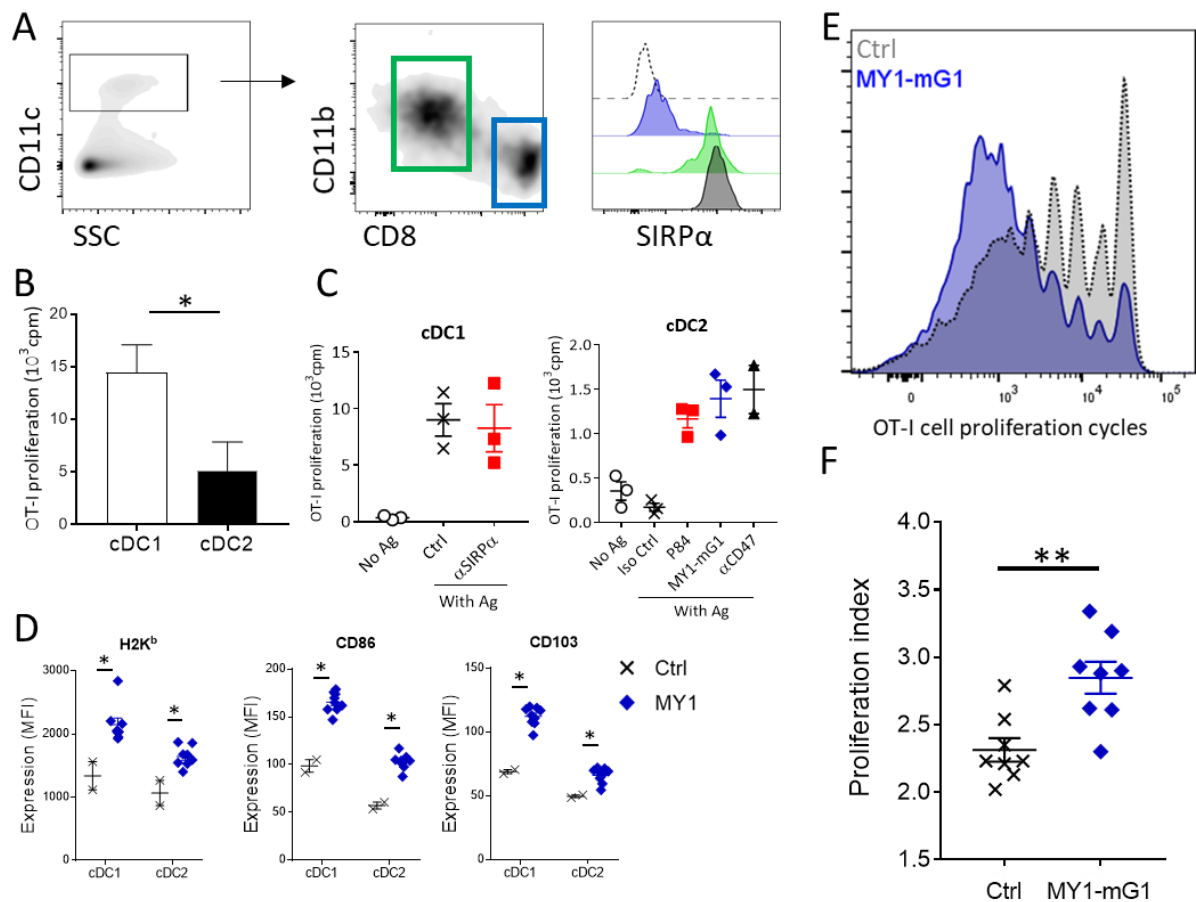 A
CD11c
SSC
CD11b
CD8
SIRPα
B
OT-I proliferation (10³cpm)
20
15
10
5
0
*
cDC1
cDC2
C
cDC1
OT-I proliferation (10³cpm)
15
10
5
0
No Ag
Ctrl
αSIRPα
With Ag
cDC2
OT-I proliferation (10³cpm)
2.0
1.5
1.0
0.5
0.0
No Ag
Iso Ctrl
P84
MY1-mG1
αCD47
With Ag
D
H2Kᵇ
Expression (MFI)
3000
2000
1000
0
*
*
cDC1
cDC2
CD86
Expression (MFI)
200
150
100
50
0
*
*
cDC1
cDC2
CD103
Expression (MFI)
150
100
50
0
*
*
cDC1
cDC2
Ctrl
MY1
E
Ctrl
MY1-mG1
0
10³
10⁴
10⁵
OT-I cell proliferation cycles
F
Proliferation index
4.0
3.5
3.0
2.5
2.0
1.5
**
Ctrl
MY1-mG1